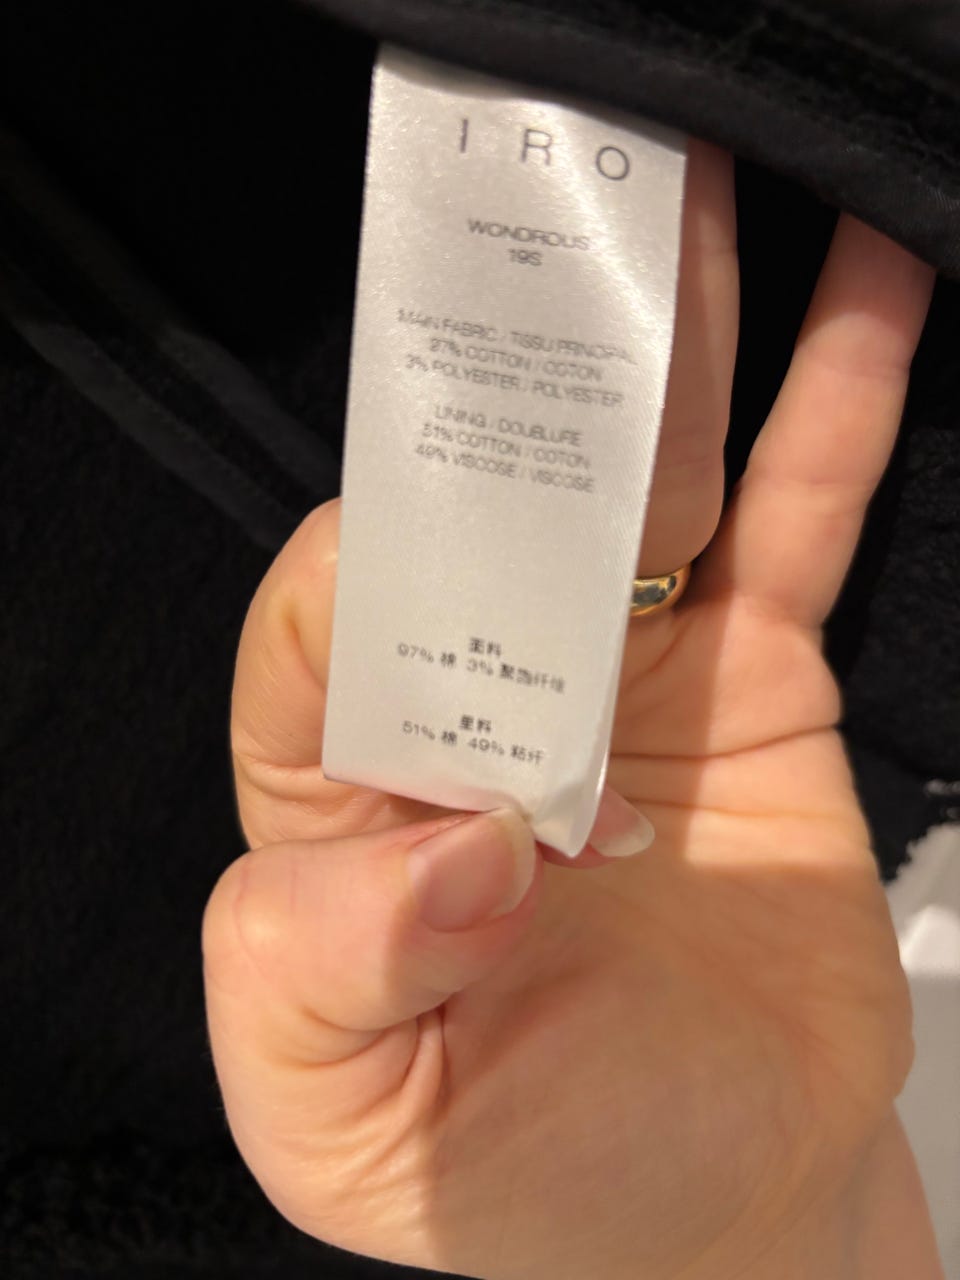 IRO
WONDROUS
19S
MAIN FABRIC / TISSU PRINCIPAL
97% COTTON / COTON
3% POLYESTER / POLYESTER
LINING / DOUBLURE
51% COTTON / COTON
49% VISCOSE / VISCOSE
面料
97% 棉 3% 聚酯纤维
里料
51% 棉 49% 粘纤